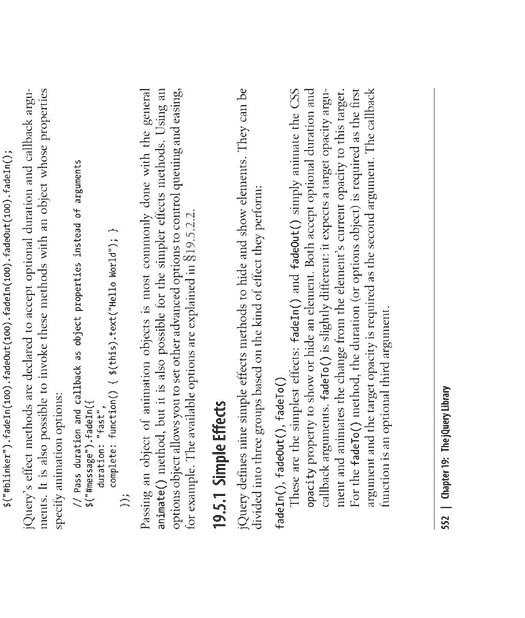 $("#blinker").fadeIn(100).fadeOut(100).fadeIn(100).fadeOut(100).fadeIn();
jQuery's effect methods are declared to accept optional duration and callback argu-
ments. It is also possible to invoke these methods with an object whose properties
specify animation options:
// Pass duration and callback as object properties instead of arguments
$("#message").fadeIn({
duration: "fast",
complete: function() { $(this).text("Hello World"); }
});
Passing an object of animation objects is most commonly done with the general
animate() method, but it is also possible for the simpler effects methods. Using an
options object allows you to set other advanced options to control queuing and easing,
for example. The available options are explained in §19.5.2.2.
19.5.1 Simple Effects
jQuery defines nine simple effects methods to hide and show elements. They can be
divided into three groups based on the kind of effect they perform:
fadeIn(), fadeOut(), fadeTo()
These are the simplest effects: fadeIn() and fadeOut() simply animate the CSS
opacity property to show or hide an element. Both accept optional duration and
callback arguments. fadeTo() is slightly different: it expects a target opacity argu-
ment and animates the change from the element's current opacity to this target.
For the fadeTo() method, the duration (or options object) is required as the first
argument and the target opacity is required as the second argument. The callback
function is an optional third argument.
552 | Chapter 19: The jQuery Library